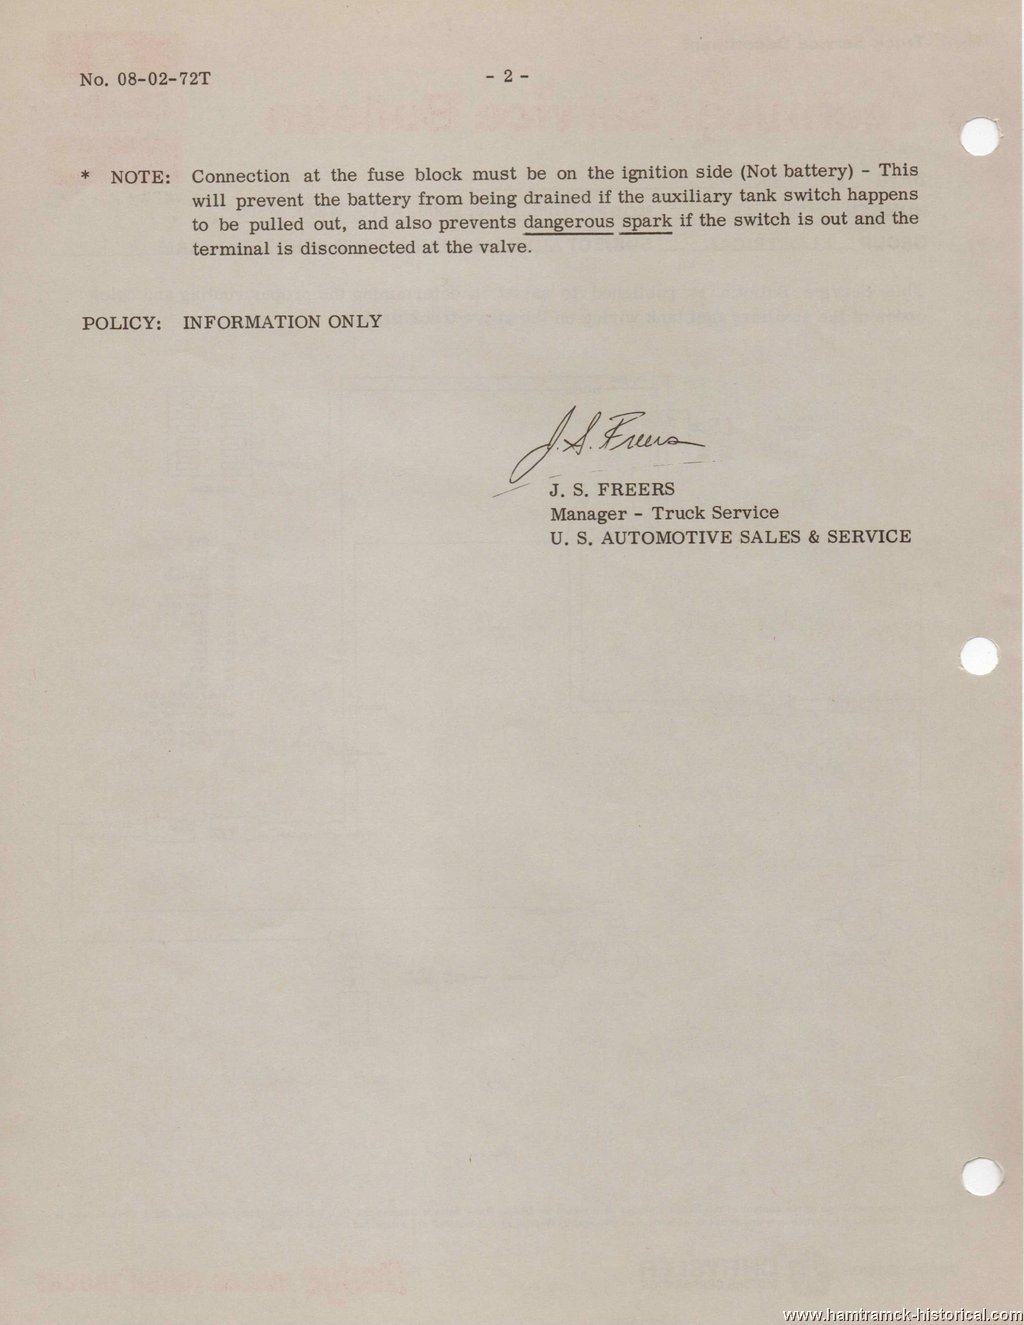 No. 08-02-72T
- 2 -
* NOTE: Connection at the fuse block must be on the ignition side (Not battery) - This
will prevent the battery from being drained if the auxiliary tank switch happens
to be pulled out, and also prevents dangerous spark if the switch is out and the
terminal is disconnected at the valve.
POLICY: INFORMATION ONLY
J. S. Freers
J. S. FREERS
Manager - Truck Service
U. S. AUTOMOTIVE SALES & SERVICE
www.hamtramck-historical.com